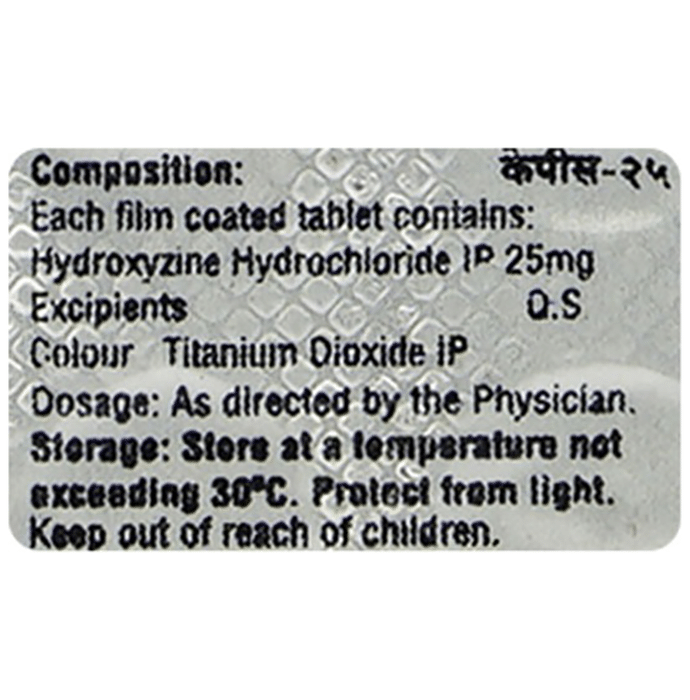 Composition: केपीस-२५
Each film coated tablet contains:
Hydroxyzine Hydrochloride IP 25mg
Excipients Q.S
Colour Titanium Dioxide IP
Dosage: As directed by the Physician.
Storage: Store at a temperature not
exceeding 30°C. Protect from light.
Keep out of reach of children.